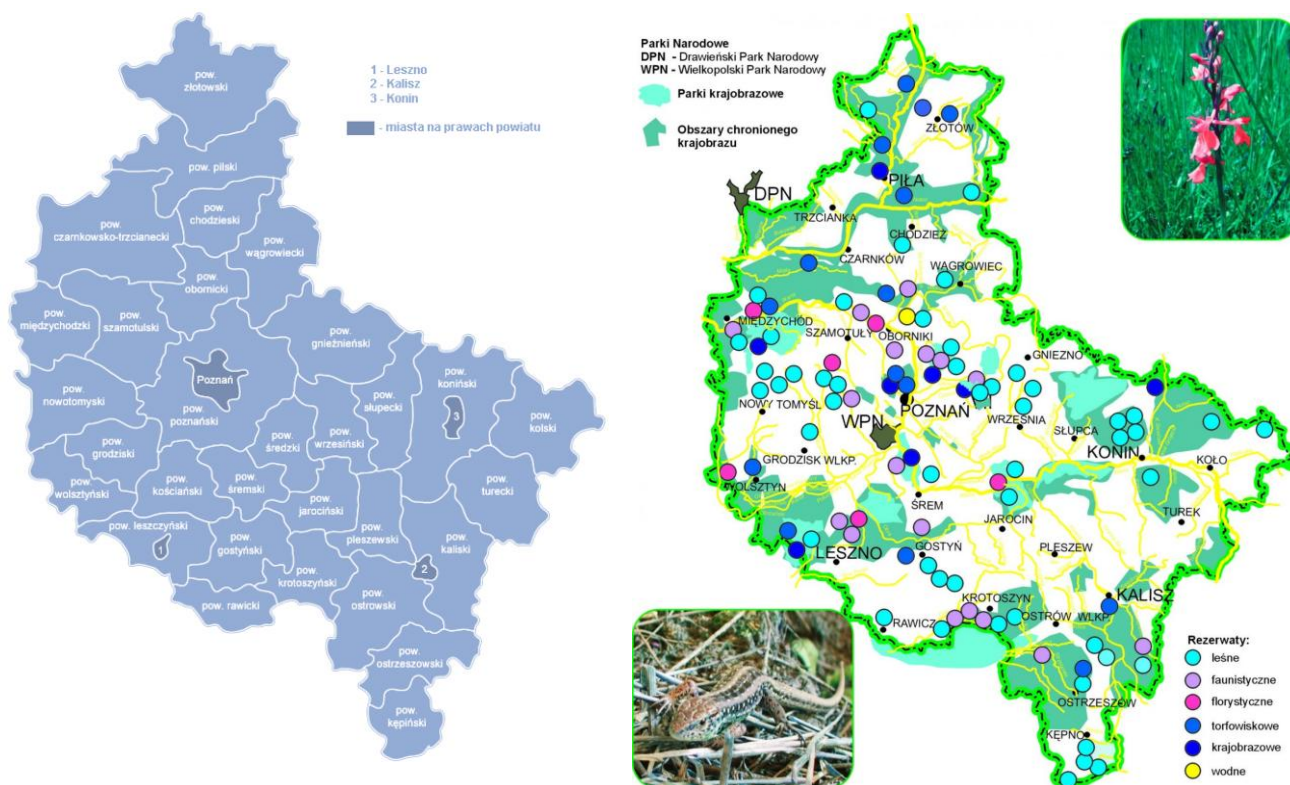 pow.
złotowski
1 - Leszno
2 - Kalisz
3 - Konin
- miasta na prawach powiatu
pow. pilski
pow.
chodzieski
pow.
czarnkowsko-trzcianecki
pow.
wągrowiecki
pow.
obornicki
pow.
międzychodzki
pow.
szamotulski
pow.
gnieźnieński
pow.
koniński
Poznań
pow.
słupecki
3
pow.
nowotomyski
pow.
poznański
pow.
kolski
pow.
średzki
pow.
wrzesiński
pow.
grodziski
pow.
wolsztyński
pow.
kościański
pow.
śremski
pow.
turecki
pow.
jarociński
pow. leszczyński
1
pow.
gostyński
pow.
pleszewski
pow.
kaliski
2
pow.
krotoszyński
pow. rawicki
pow.
ostrowski
pow.
ostrzeszowski
pow.
kępiński
Parki Narodowe
DPN - Drawieński Park Narodowy
WPN - Wielkopolski Park Narodowy
Parki krajobrazowe
Obszary chronionego
krajobrazu
ZŁOTÓW
PIŁA
DPN
TRZCIANKA
CHODZIEŻ
CZARNKÓW
WĄGROWIEC
MIĘDZYCHÓD
SZAMOTUŁY
OBORNIKI
GNIEZNO
NOWY TOMYŚL
POZNAŃ
WRZEŚNIA
WPN
SŁUPCA
KONIN
GRODZISK WLKP.
KOŁO
WOLSZTYN
ŚREM
TUREK
JAROCIN
LESZNO
GOSTYŃ
PLESZEW
KALISZ
KROTOSZYN
RAWICZ
OSTRÓW WLKP.
OSTRZESZÓW
KĘPNO
Rezerwaty:
leśne
faunistyczne
florystyczne
torfowiskowe
krajobrazowe
wodne